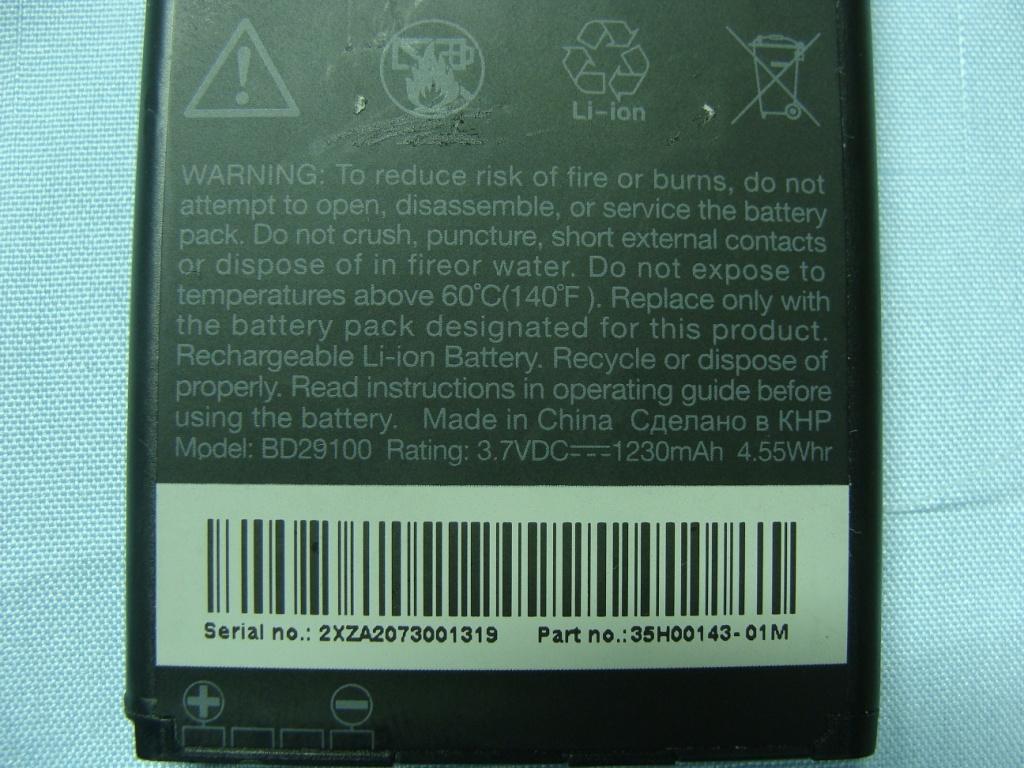 Li-ion
WARNING: To reduce risk of fire or burns, do not
attempt to open, disassemble, or service the battery
pack. Do not crush, puncture, short external contacts
or dispose of in fireor water. Do not expose to
temperatures above 60°C(140°F ). Replace only with
the battery pack designated for this product.
Rechargeable Li-ion Battery. Recycle or dispose of
properly. Read instructions in operating guide before
using the battery. Made in China Сделано в КНР
Model: BD29100 Rating: 3.7VDC⎓1230mAh 4.55Whr
Serial no.: 2XZA2073001319 Part no.:35H00143-01M